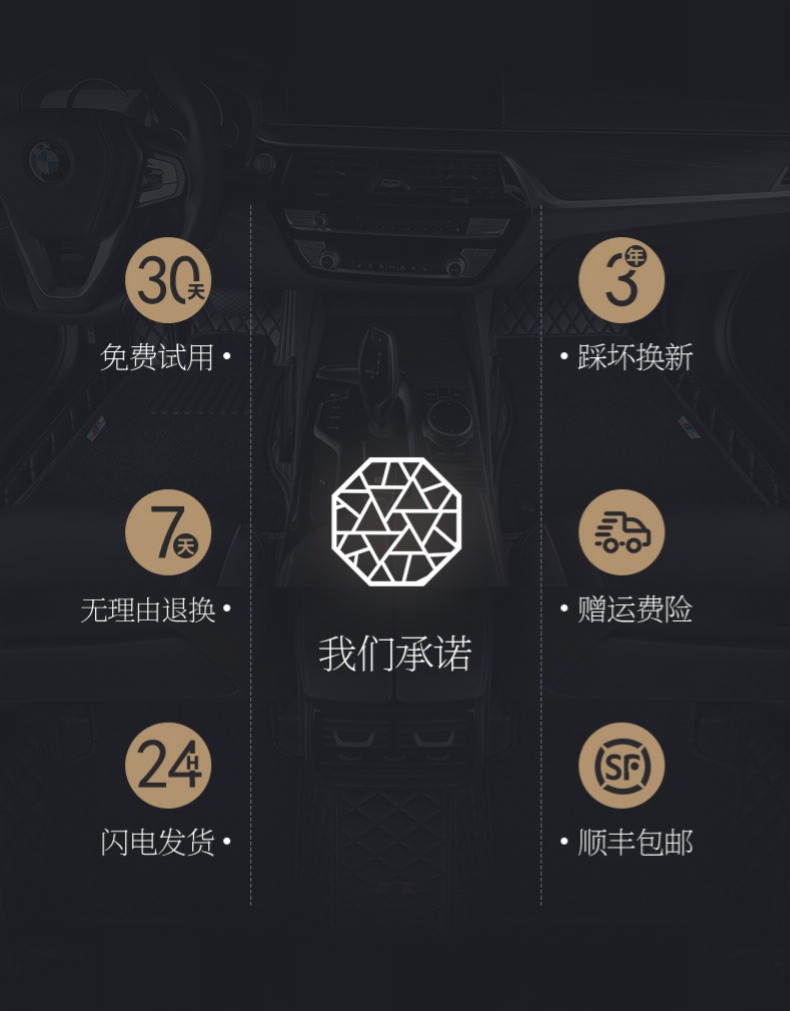 30天
免费试用
3年
踩坏换新
7天
无理由退换
赠运费险
我们承诺
24H
闪电发货
SF
顺丰包邮